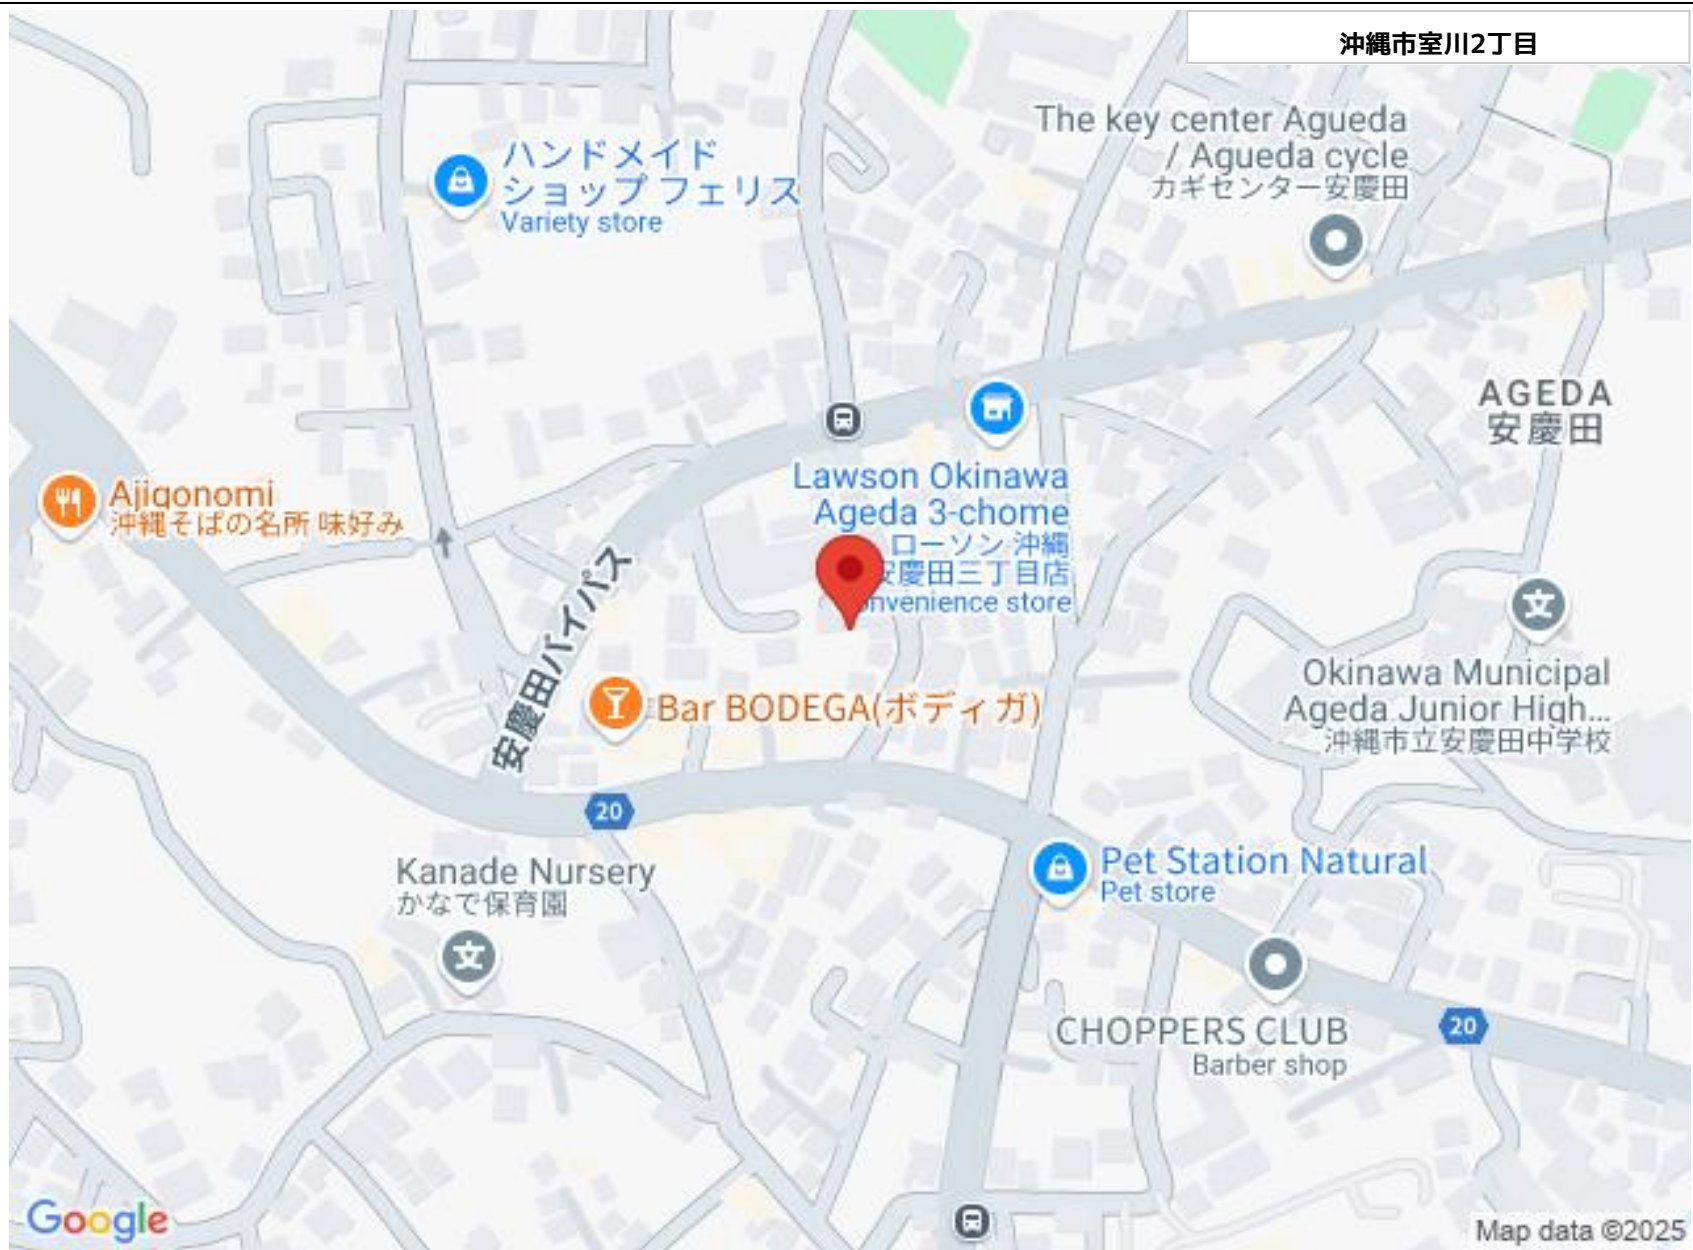 沖縄市室川2丁目
The key center Agueda
/ Agueda cycle
カギセンター安慶田
ハンドメイド
ショップ フェリス
Variety store
AGEDA
安慶田
Lawson Okinawa
Ageda 3-chome
ローソン 沖縄
安慶田三丁目店
onvenience store
Ajigonomi
沖縄そばの名所 味好み
安慶田バイパス
Bar BODEGA(ボディガ)
Okinawa Municipal
Ageda Junior High...
沖縄市立安慶田中学校
20
Kanade Nursery
かなで保育園
Pet Station Natural
Pet store
CHOPPERS CLUB
Barber shop
20
Google
Map data ©2025